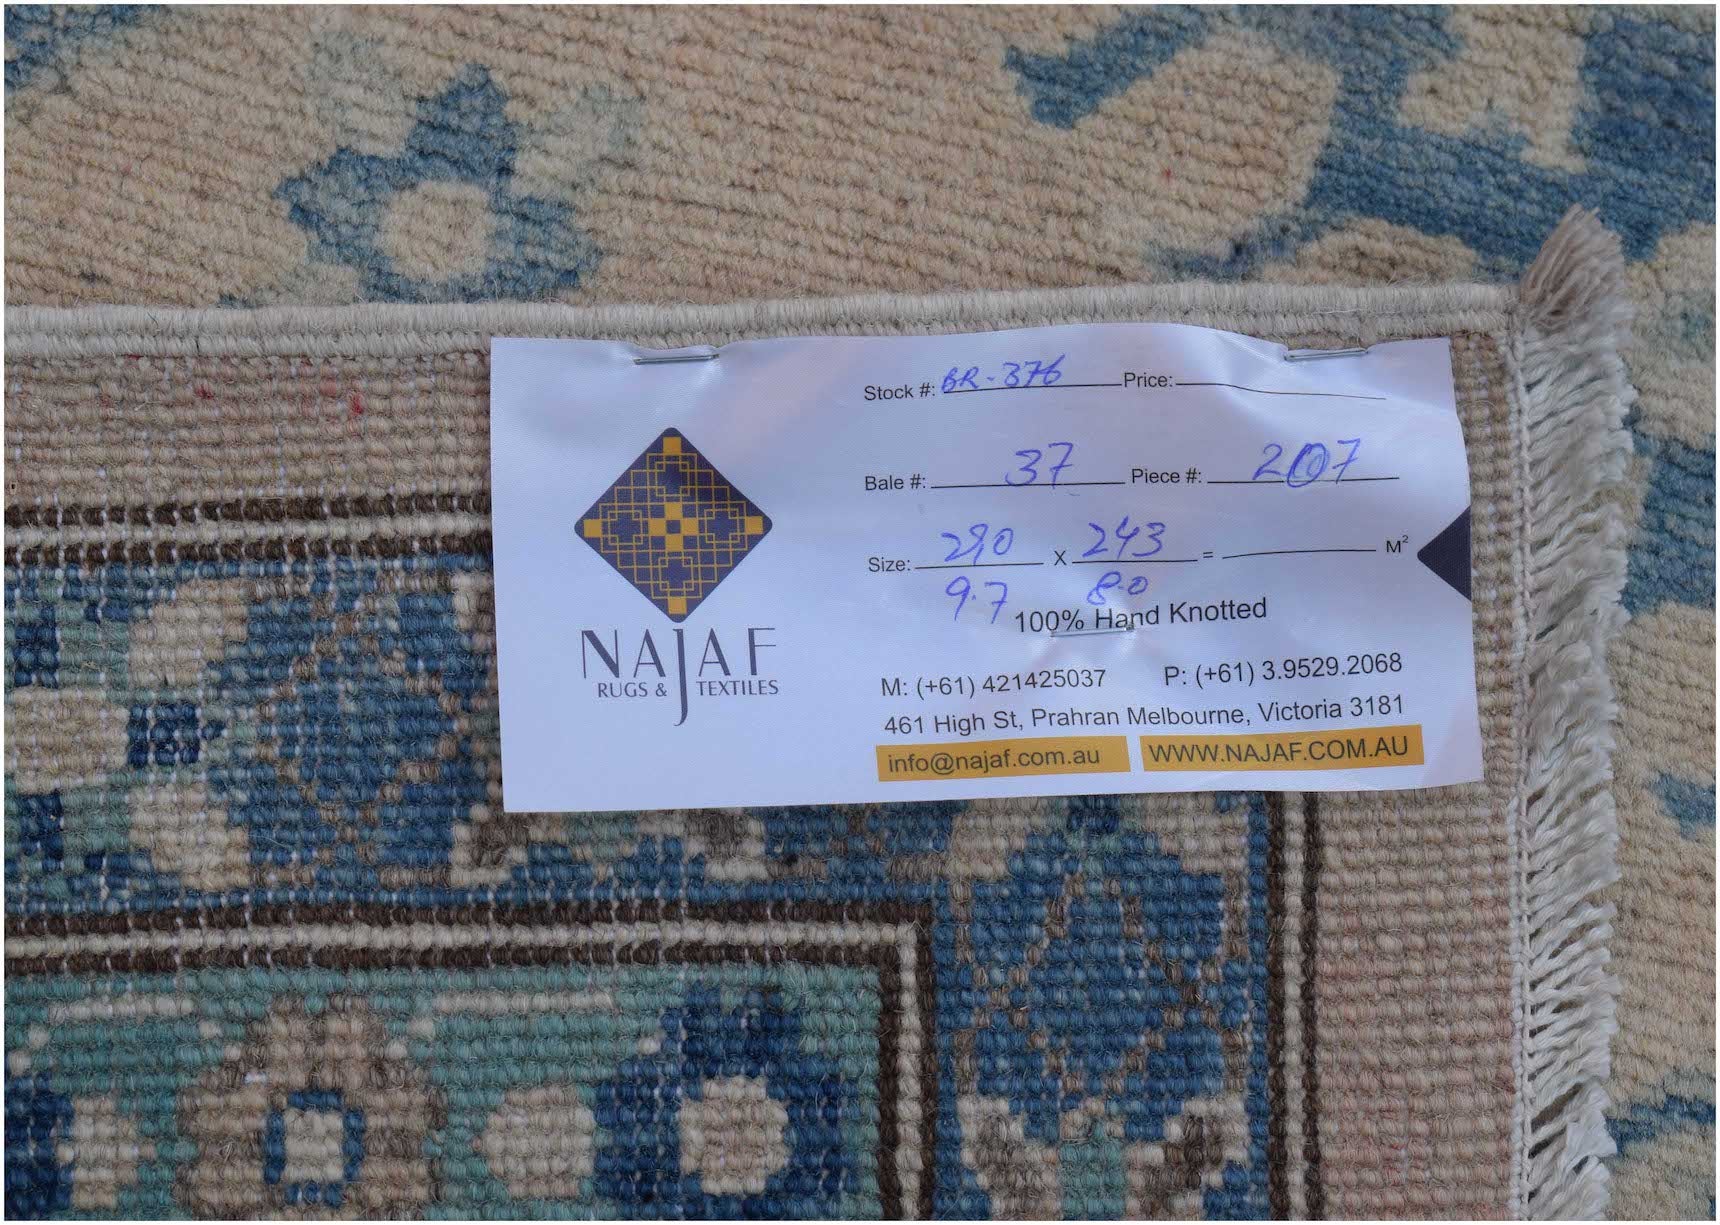 Stock #: BR-376 Price:
Bale #: 37 Piece #: 207
Size: 290 X 243 = M²
9.7 8.0
100% Hand Knotted
NAJAF
RUGS & TEXTILES
M: (+61) 421425037 P: (+61) 3.9529.2068
461 High St, Prahran Melbourne, Victoria 3181
info@najaf.com.au WWW.NAJAF.COM.AU